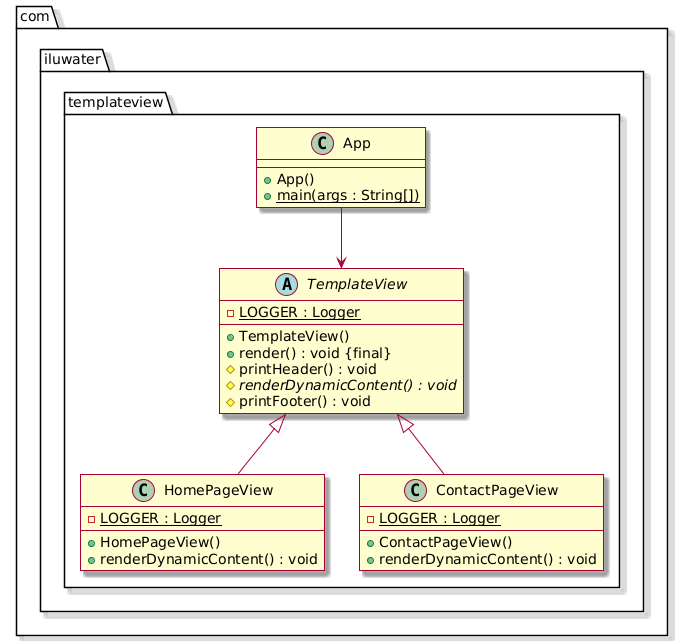 com
iluwater
templateview
C App
App()
main(args : String[])
A TemplateView
LOGGER : Logger
TemplateView()
render() : void {final}
printHeader() : void
renderDynamicContent() : void
printFooter() : void
C HomePageView
LOGGER : Logger
HomePageView()
renderDynamicContent() : void
C ContactPageView
LOGGER : Logger
ContactPageView()
renderDynamicContent() : void